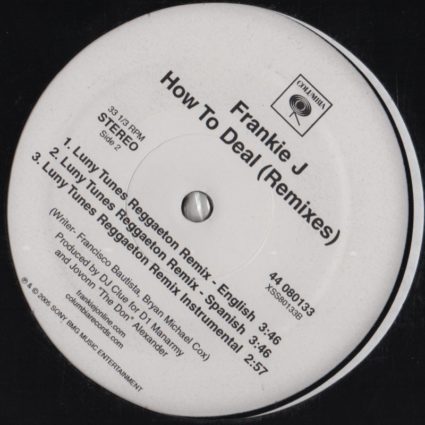 COLUMBIA
Frankie J
How To Deal (Remixes)
33 1/3 RPM
STEREO
Side 2
44 080133
XSS80133B
1. Luny Tunes Reggaeton Remix - English 3:46
2. Luny Tunes Reggaeton Remix - Spanish 3:46
3. Luny Tunes Reggaeton Remix Instrumental 2:57
(Writer- Francisco Bautista, Bryan Michael Cox)
Produced by DJ Clue for D1 Manarmy
and Jovonn "The Don" Alexander
frankiejonline.com
columbiarecords.com
℗ & © 2005 SONY BMG MUSIC ENTERTAINMENT